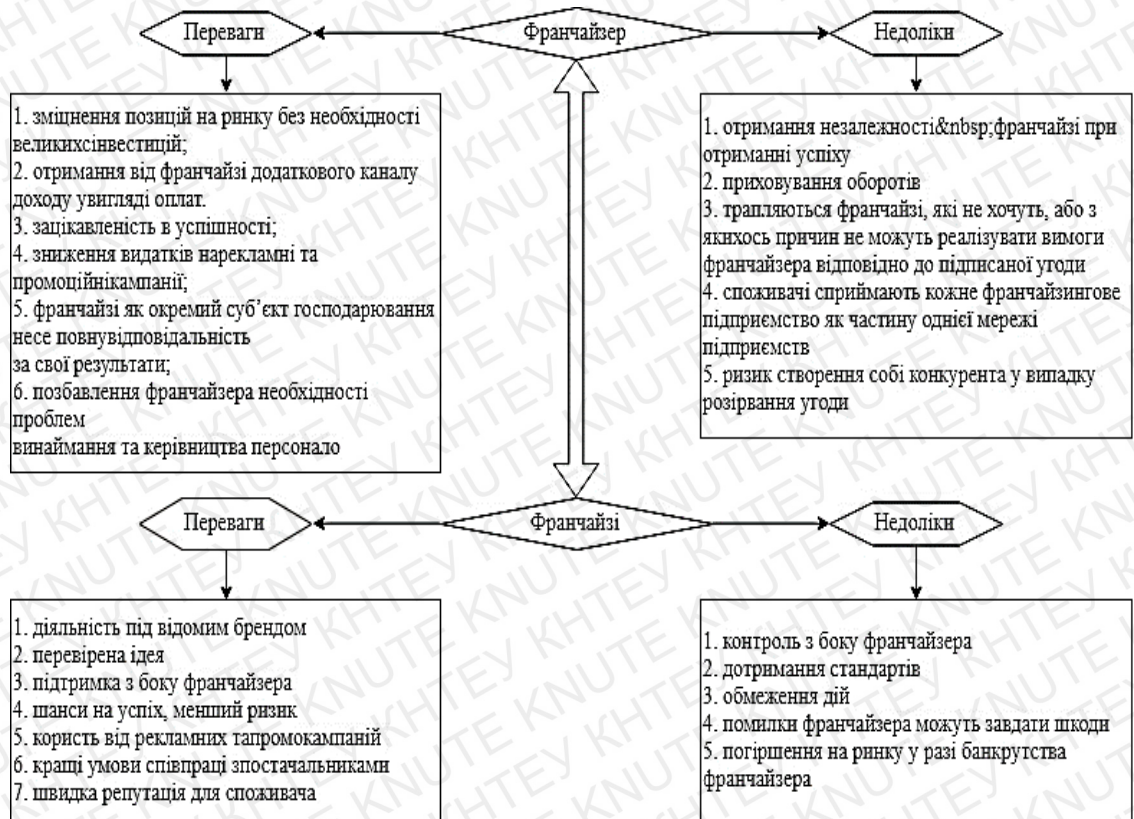 Переваги
Франчайзер
Недоліки
1. зміцнення позицій на ринку без необхідності
великихсінвестицій;
2. отримання від франчайзі додаткового каналу
доходу увигляді оплат.
3. зацікавленість в успішності;
4. зниження видатків нарекламні та
промоційнікампанії;
5. франчайзі як окремий суб’єкт господарювання
несе повнувідповідальність
за свої результати;
6. позбавлення франчайзера необхідності
проблем
винаймання та керівництва персонало
1. отримання незалежності&nbsp;франчайзі при
отриманні успіху
2. приховування оборотів
3. трапляються франчайзі, які не хочуть, або з
якихось причин не можуть реалізувати вимоги
франчайзера відповідно до підписаної угоди
4. споживачі сприймають кожне франчайзингове
підприємство як частину однієї мережі
підприємств
5. ризик створення собі конкурента у випадку
розірвання угоди
Переваги
Франчайзі
Недоліки
1. діяльність під відомим брендом
2. перевірена ідея
3. підтримка з боку франчайзера
4. шанси на успіх, менший ризик
5. користь від рекламних тапромокампаній
6. кращі умови співпраці зпостачальниками
7. швидка репутація для споживача
1. контроль з боку франчайзера
2. дотримання стандартів
3. обмеження дій
4. помилки франчайзера можуть завдати шкоди
5. погіршення на ринку у разі банкрутства
франчайзера